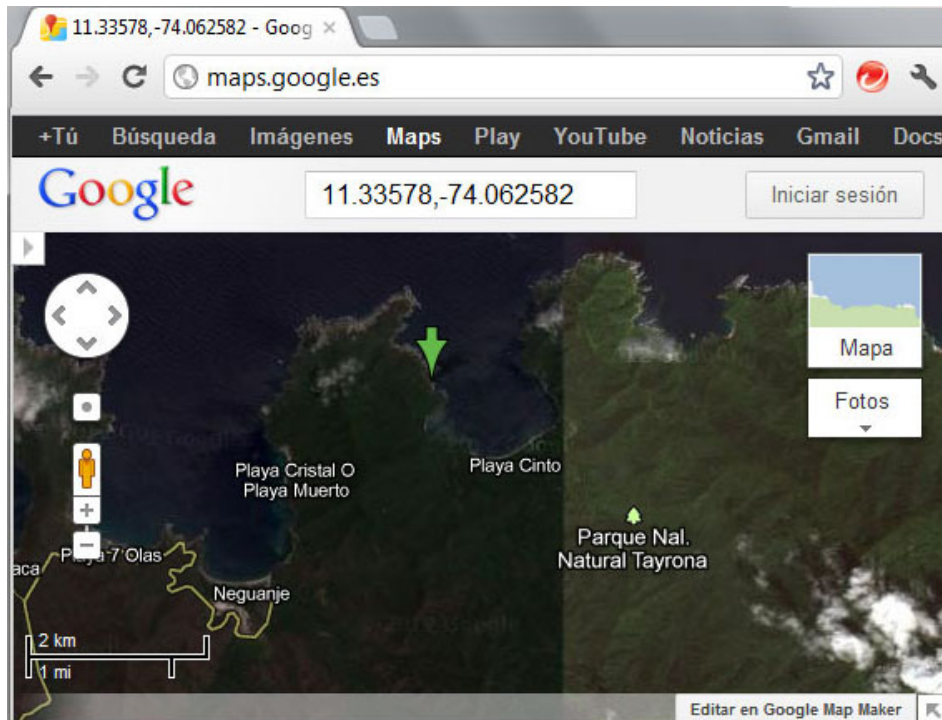 11.33578,-74.062582 - Goog
maps.google.es
+Tú Búsqueda Imágenes Maps Play YouTube Noticias Gmail Docs
Google 11.33578,-74.062582 Iniciar sesión
Mapa
Fotos
Playa Cristal O
Playa Muerto
Playa Cinto
Parque Nal.
Natural Tayrona
aca
Playa 7 Olas
Neguanje
2 km
1 mi
Editar en Google Map Maker